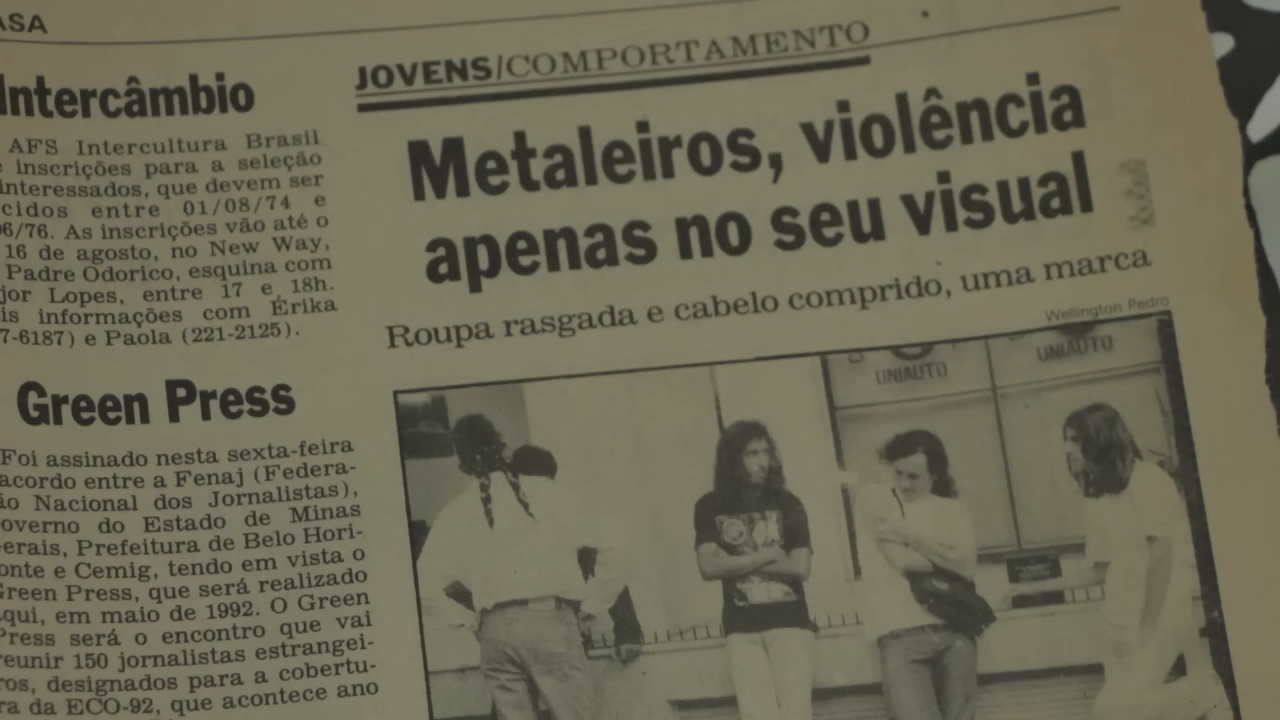 ASA
Intercâmbio
AFS Intercultura Brasil
inscrições para a seleção
interessados, que devem ser
cidos entre 01/08/74 e
06/76. As inscrições vão até o
16 de agosto, no New Way,
Padre Odorico, esquina com
jor Lopes, entre 17 e 18h.
is informações com Érika
7-6187) e Paola (221-2125).
Green Press
Foi assinado nesta sexta-feira
acordo entre a Fenaj (Federa-
ão Nacional dos Jornalistas),
overno do Estado de Minas
erais, Prefeitura de Belo Hori-
onte e Cemig, tendo em vista o
Green Press, que será realizado
qui, em maio de 1992. O Green
Press será o encontro que vai
reunir 150 jornalistas estrangei-
ros, designados para a cobertu-
ra da ECO-92, que acontece ano
JOVENS/COMPORTAMENTO
Metaleiros, violência
apenas no seu visual
Roupa rasgada e cabelo comprido, uma marca
Wellington Pedro
UNIAUTO
UNIAUTO